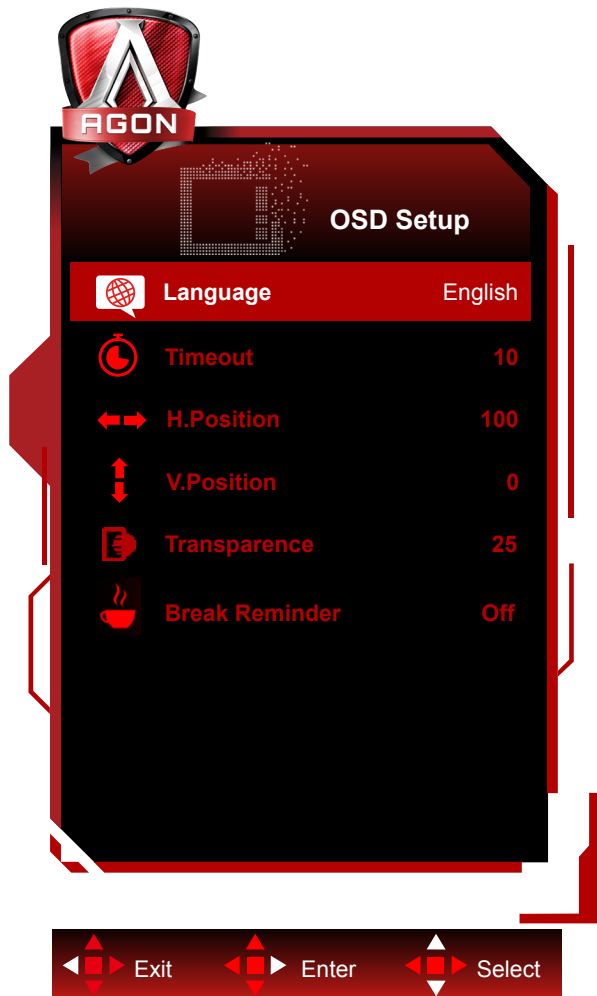 AGON
OSD Setup
Language English
Timeout 10
H.Position 100
V.Position 0
Transparence 25
Break Reminder Off
Exit Enter Select